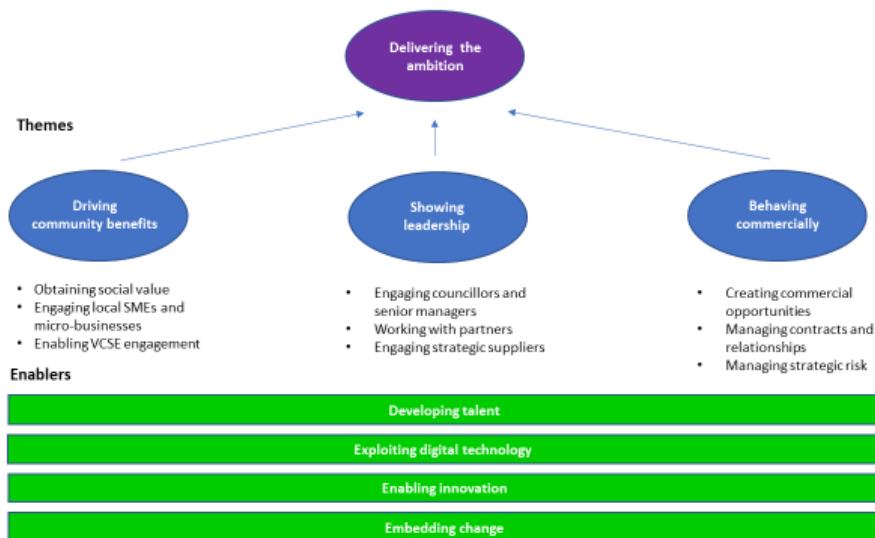 Delivering the
ambition
Themes
Driving
community benefits
Showing
leadership
Behaving
commercially
• Obtaining social value
• Engaging local SMEs and
micro-businesses
• Enabling VCSE engagement
• Engaging councillors and
senior managers
• Working with partners
• Engaging strategic suppliers
• Creating commercial
opportunities
• Managing contracts and
relationships
• Managing strategic risk
Enablers
Developing talent
Exploiting digital technology
Enabling innovation
Embedding change